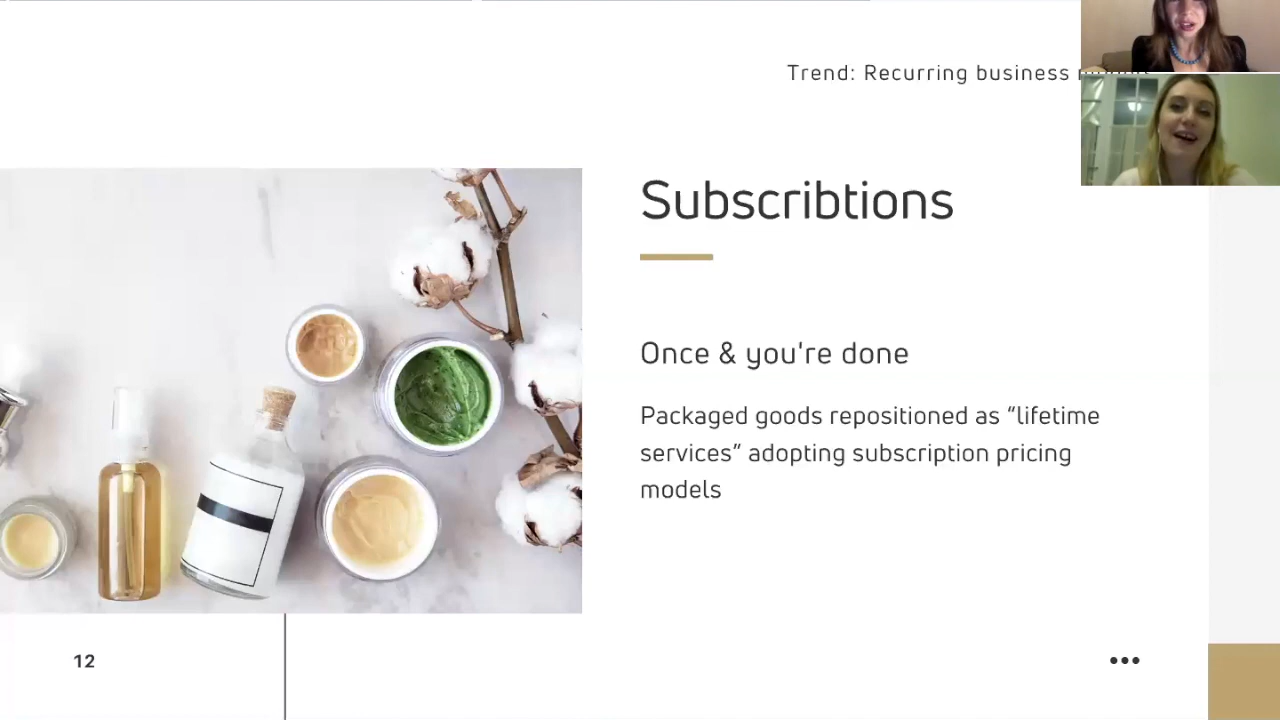 Trend: Recurring business
Subscribtions
Once & you're done
Packaged goods repositioned as “lifetime
services” adopting subscription pricing
models
12